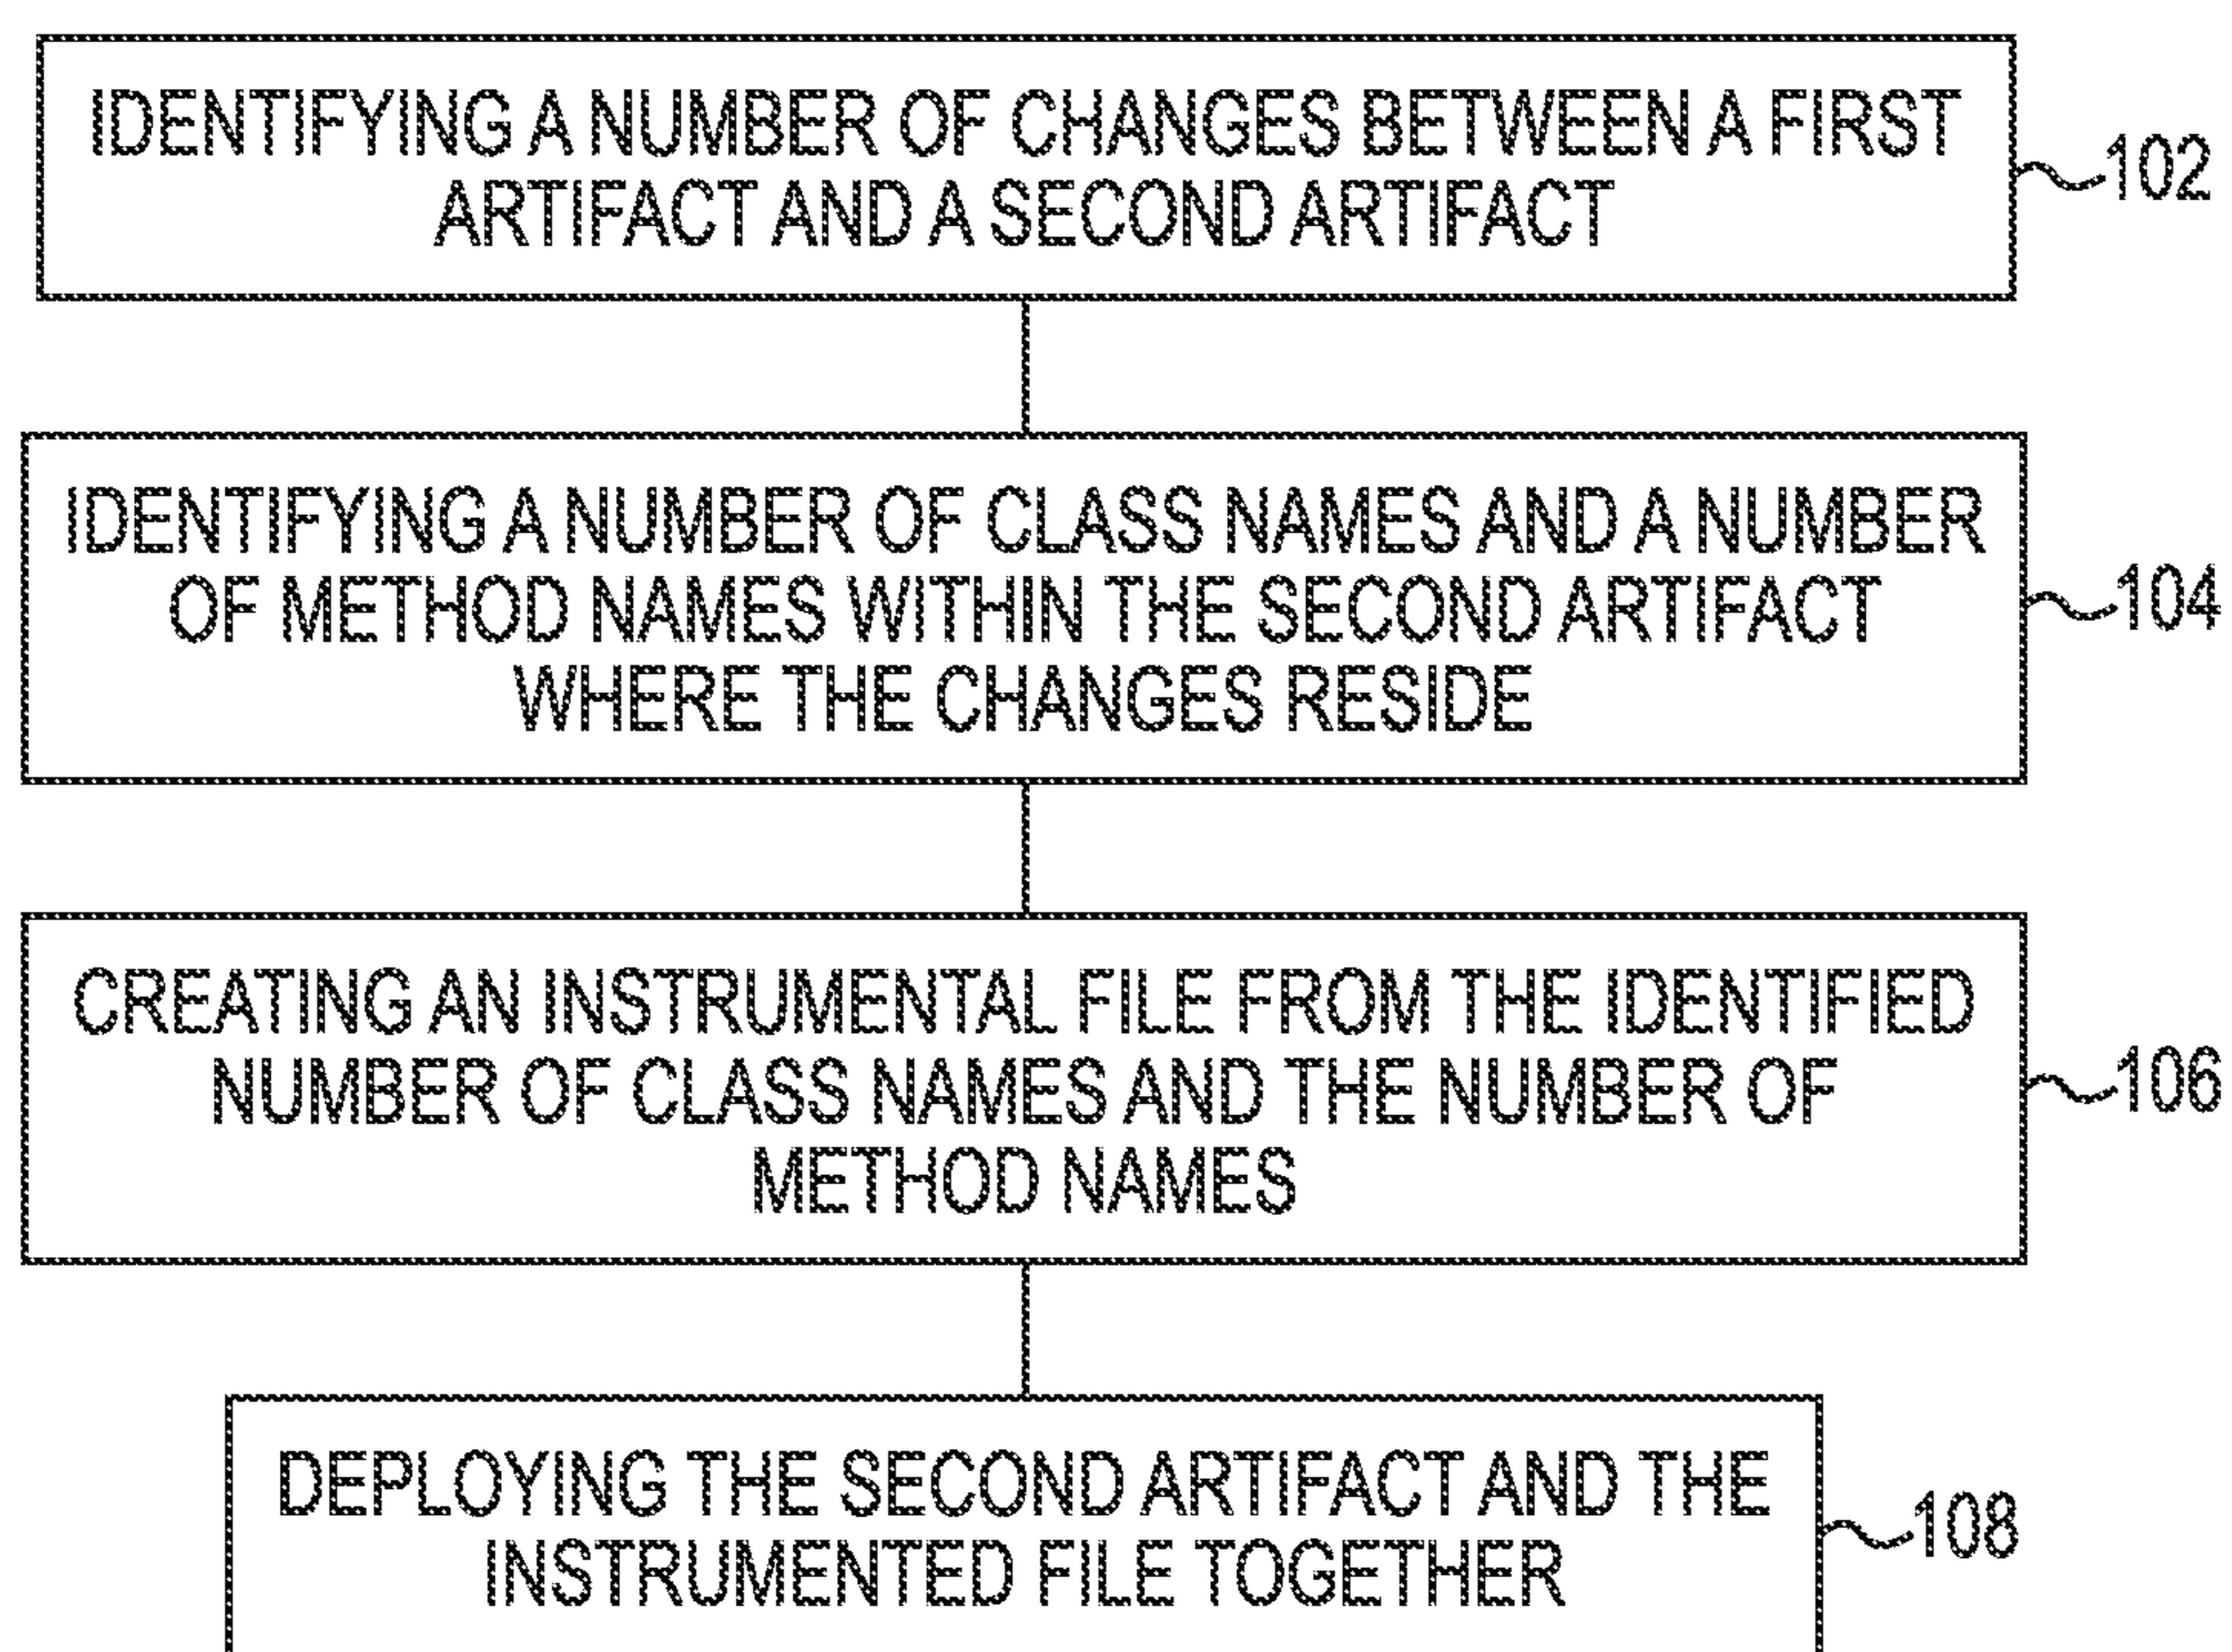 IDENTIFYING A NUMBER OF CHANGES BETWEEN A FIRST
ARTIFACT AND A SECOND ARTIFACT
102
IDENTIFYING A NUMBER OF CLASS NAMES AND A NUMBER
OF METHOD NAMES WITHIN THE SECOND ARTIFACT
WHERE THE CHANGES RESIDE
104
CREATING AN INSTRUMENTAL FILE FROM THE IDENTIFIED
NUMBER OF CLASS NAMES AND THE NUMBER OF
METHOD NAMES
106
DEPLOYING THE SECOND ARTIFACT AND THE
INSTRUMENTED FILE TOGETHER
108